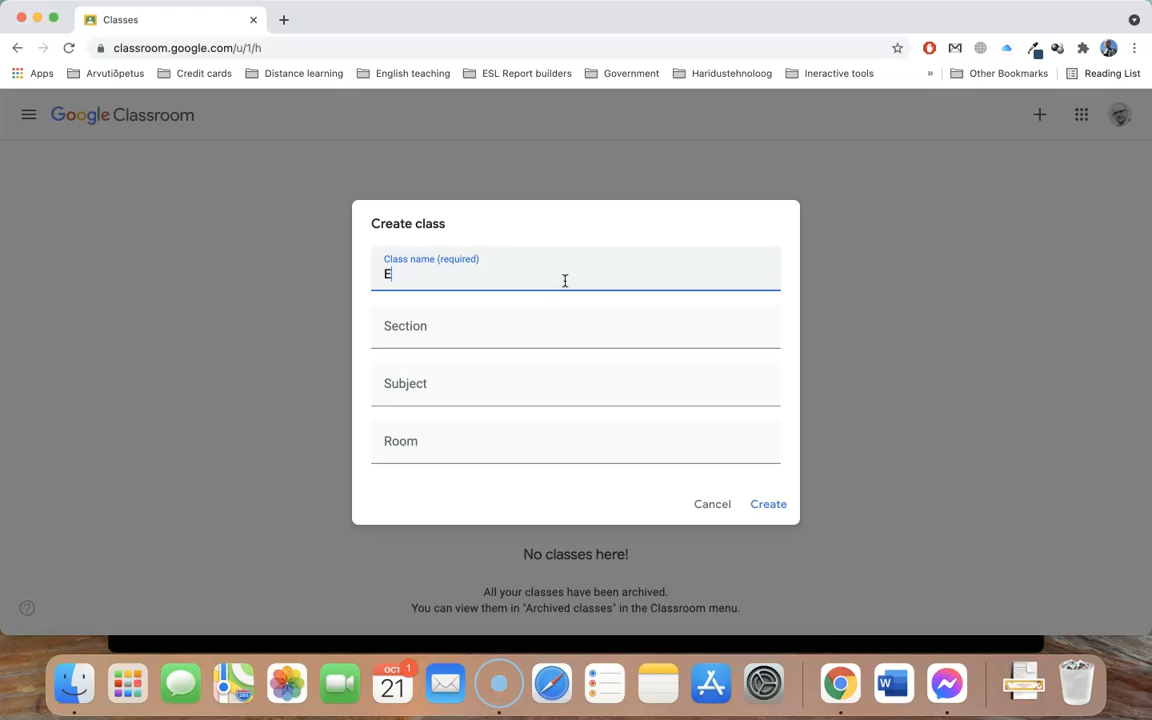 Classes
classroom.google.com/u/1/h
Apps Arvutiõpetus Credit cards Distance learning English teaching ESL Report builders Government Haridustehnoloog Ineractive tools » Other Bookmarks Reading List
Google Classroom
Create class
Class name (required)
E
Section
Subject
Room
Cancel Create
No classes here!
All your classes have been archived.
You can view them in "Archived classes" in the Classroom menu.
OCT 1
21
W